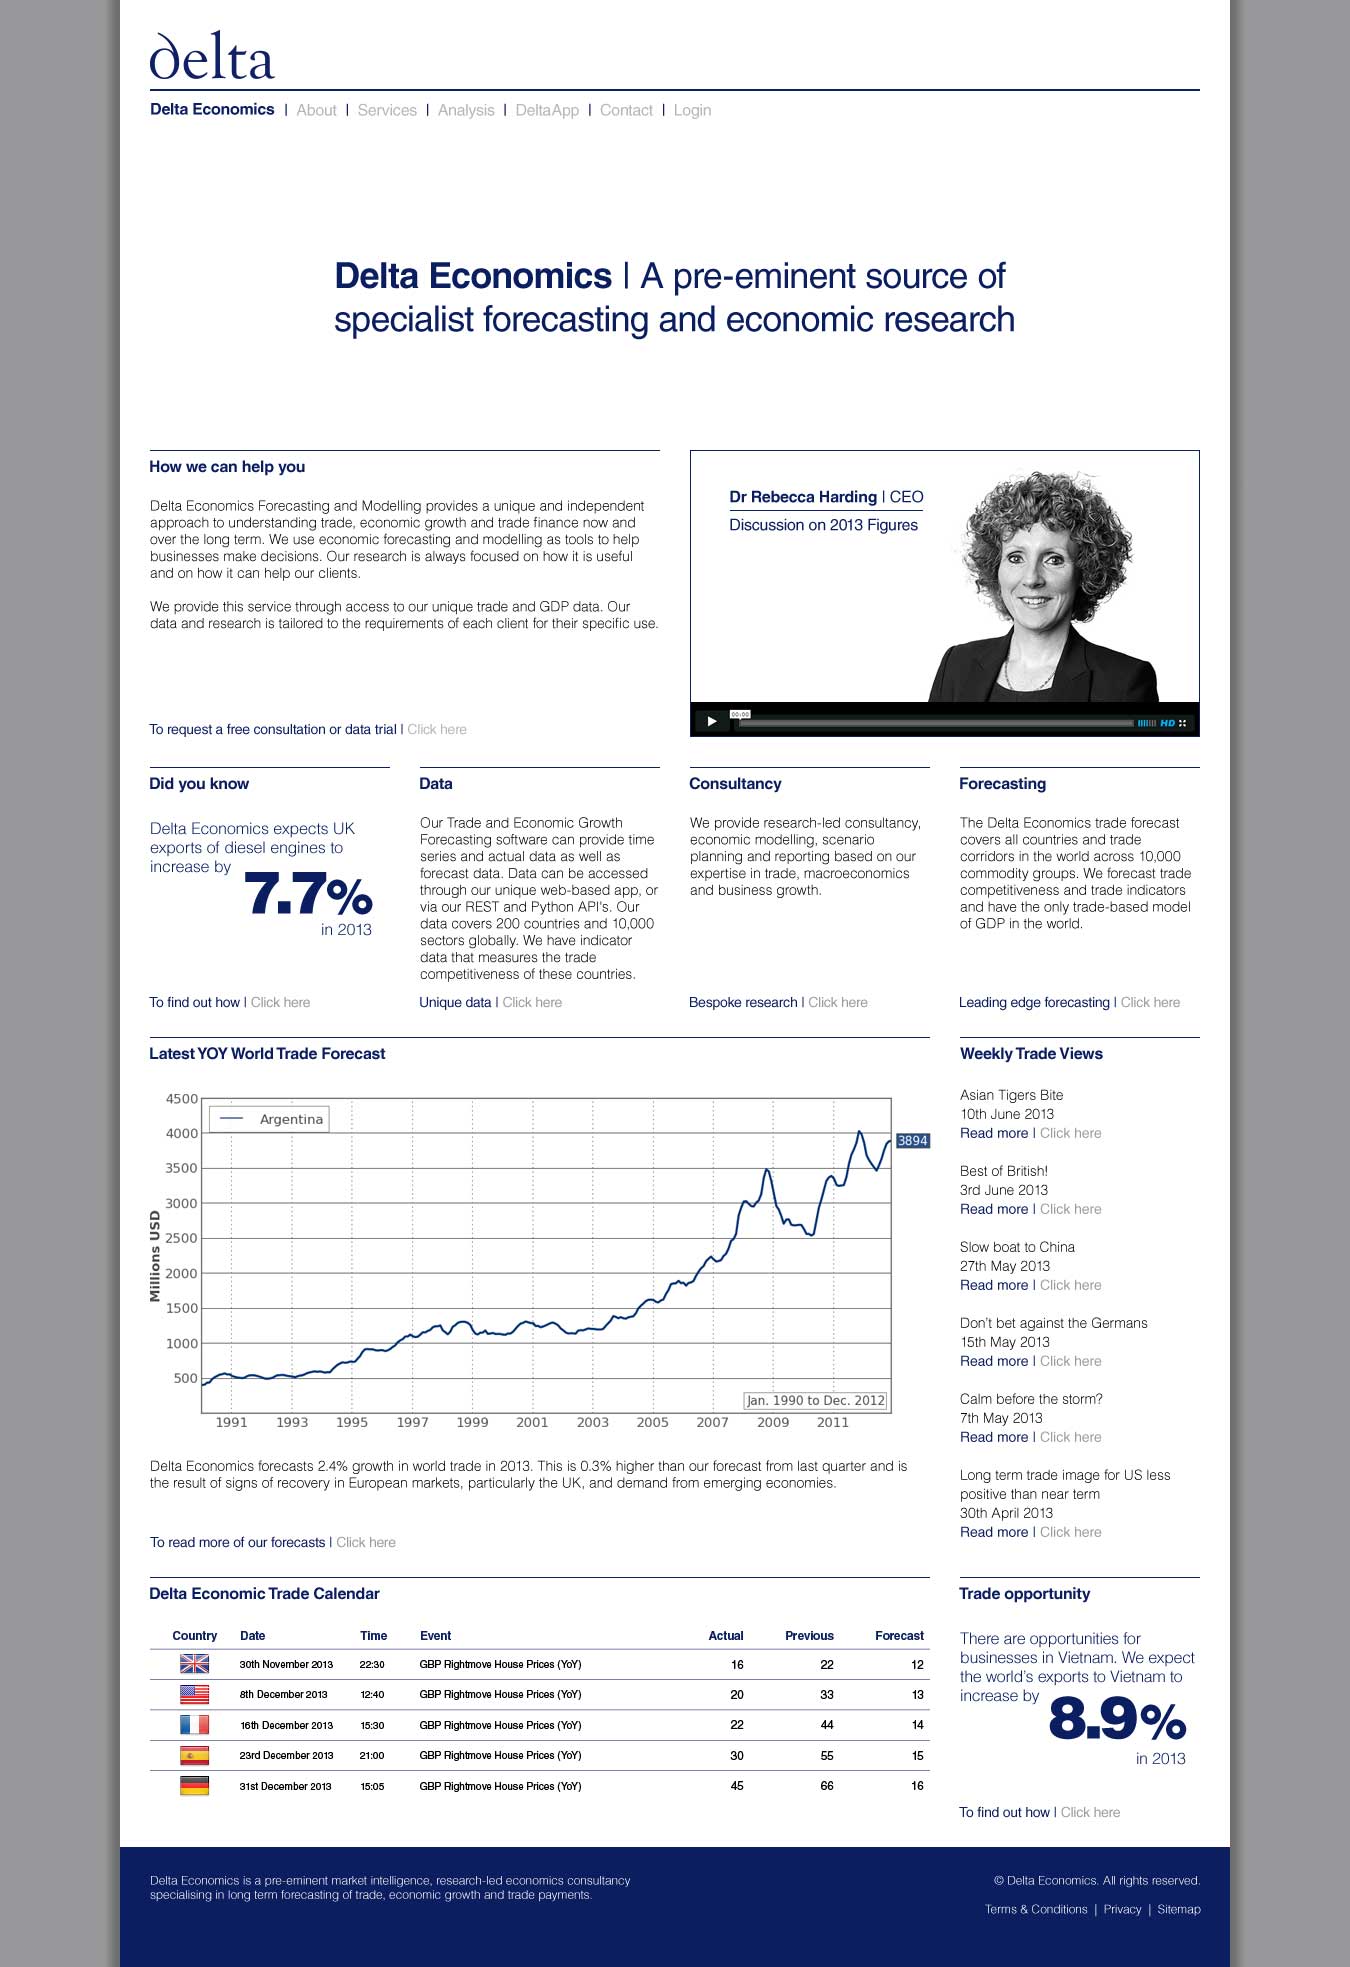 delta
Delta Economics | About | Services | Analysis | DeltaApp | Contact | Login
Delta Economics | A pre-eminent source of
specialist forecasting and economic research
How we can help you
Delta Economics Forecasting and Modelling provides a unique and independent
approach to understanding trade, economic growth and trade finance now and
over the long term. We use economic forecasting and modelling as tools to help
businesses make decisions. Our research is always focused on how it is useful
and on how it can help our clients.
We provide this service through access to our unique trade and GDP data. Our
data and research is tailored to the requirements of each client for their specific use.
To request a free consultation or data trial | Click here
Dr Rebecca Harding | CEO
Discussion on 2013 Figures
00:00
HD
Did you know
Delta Economics expects UK
exports of diesel engines to
increase by
7.7%
in 2013
To find out how | Click here
Data
Our Trade and Economic Growth
Forecasting software can provide time
series and actual data as well as
forecast data. Data can be accessed
through our unique web-based app, or
via our REST and Python API's. Our
data covers 200 countries and 10,000
sectors globally. We have indicator
data that measures the trade
competitiveness of these countries.
Unique data | Click here
Consultancy
We provide research-led consultancy,
economic modelling, scenario
planning and reporting based on our
expertise in trade, macroeconomics
and business growth.
Bespoke research | Click here
Forecasting
The Delta Economics trade forecast
covers all countries and trade
corridors in the world across 10,000
commodity groups. We forecast trade
competitiveness and trade indicators
and have the only trade-based model
of GDP in the world.
Leading edge forecasting | Click here
Latest YOY World Trade Forecast
Millions USD
4500
4000
3500
3000
2500
2000
1500
1000
500
Argentina
3894
Jan. 1990 to Dec. 2012
1991 1993 1995 1997 1999 2001 2003 2005 2007 2009 2011
Delta Economics forecasts 2.4% growth in world trade in 2013. This is 0.3% higher than our forecast from last quarter and is
the result of signs of recovery in European markets, particularly the UK, and demand from emerging economies.
To read more of our forecasts | Click here
Weekly Trade Views
Asian Tigers Bite
10th June 2013
Read more | Click here
Best of British!
3rd June 2013
Read more | Click here
Slow boat to China
27th May 2013
Read more | Click here
Don't bet against the Germans
15th May 2013
Read more | Click here
Calm before the storm?
7th May 2013
Read more | Click here
Long term trade image for US less
positive than near term
30th April 2013
Read more | Click here
Delta Economic Trade Calendar
Country Date Time Event Actual Previous Forecast
30th November 2013 22:30 GBP Rightmove House Prices (YoY) 16 22 12
8th December 2013 12:40 GBP Rightmove House Prices (YoY) 20 33 13
16th December 2013 15:30 GBP Rightmove House Prices (YoY) 22 44 14
23rd December 2013 21:00 GBP Rightmove House Prices (YoY) 30 55 15
31st December 2013 15:05 GBP Rightmove House Prices (YoY) 45 66 16
Trade opportunity
There are opportunities for
businesses in Vietnam. We expect
the world's exports to Vietnam to
increase by
8.9%
in 2013
To find out how | Click here
Delta Economics is a pre-eminent market intelligence, research-led economics consultancy
specialising in long term forecasting of trade, economic growth and trade payments.
© Delta Economics. All rights reserved.
Terms & Conditions | Privacy | Sitemap